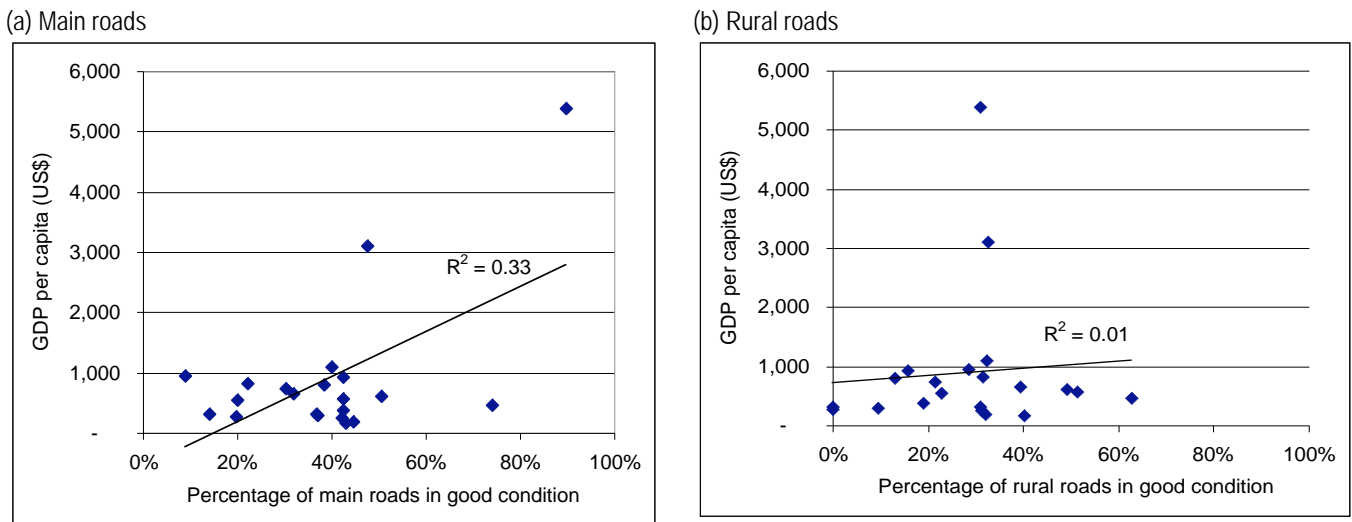 (a) Main roads
6,000
5,000
4,000
3,000
2,000
1,000
-
GDP per capita (US$)
R² = 0.33
0% 20% 40% 60% 80% 100%
Percentage of main roads in good condition
(b) Rural roads
6,000
5,000
4,000
3,000
2,000
1,000
-
GDP per capita (US$)
R² = 0.01
0% 20% 40% 60% 80% 100%
Percentage of rural roads in good condition